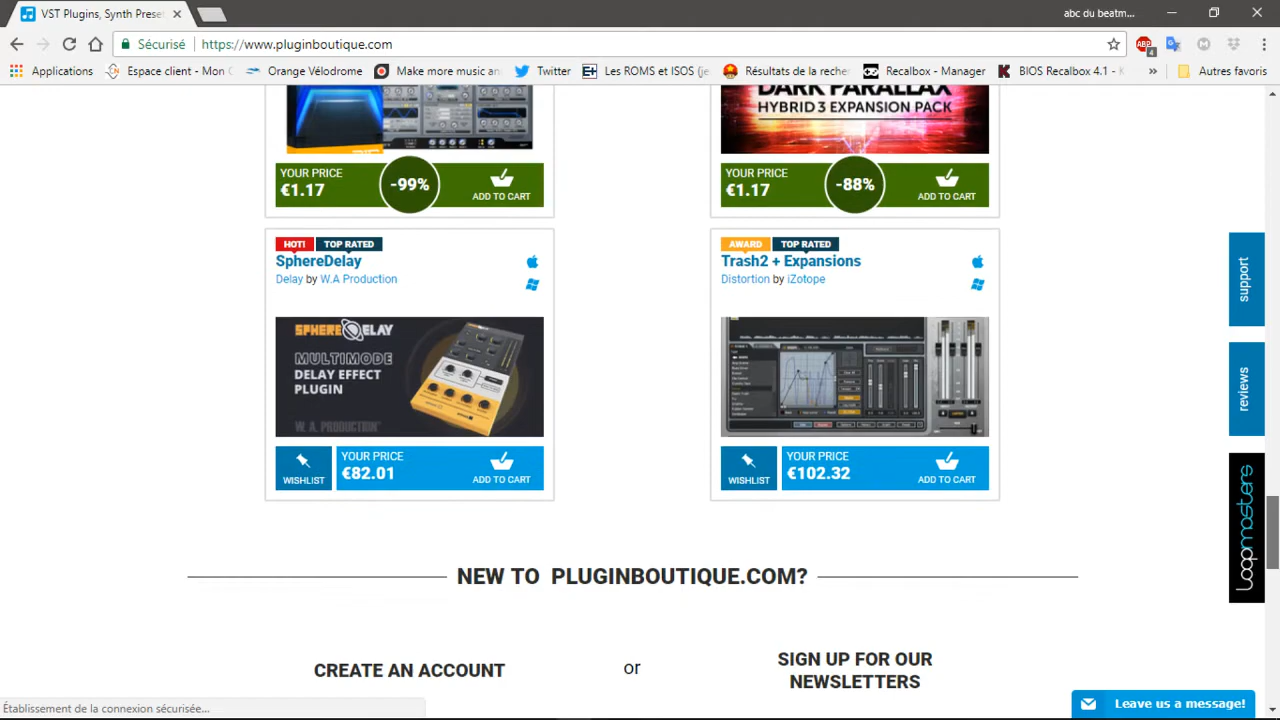 VST Plugins, Synth Preset
abc du beatm...
Sécurisé
https://www.pluginboutique.com
ABP
4
Applications
Espace client - Mon C
Orange Vélodrome
Make more music an
Twitter
Les ROMS et ISOS (je
Résultats de la reche
Recalbox - Manager
BIOS Recalbox 4.1 - K
Autres favoris
DARK PARALLAX
HYBRID 3 EXPANSION PACK
YOUR PRICE
€1.17
-99%
ADD TO CART
YOUR PRICE
€1.17
-88%
ADD TO CART
HOT!
TOP RATED
SphereDelay
Delay by W.A Production
SPHERE DELAY
MULTIMODE
DELAY EFFECT
PLUGIN
W. A. PRODUCTION
WISHLIST
YOUR PRICE
€82.01
ADD TO CART
AWARD
TOP RATED
Trash2 + Expansions
Distortion by iZotope
WISHLIST
YOUR PRICE
€102.32
ADD TO CART
support
reviews
Loopmasters
NEW TO PLUGINBOUTIQUE.COM?
CREATE AN ACCOUNT
or
SIGN UP FOR OUR
NEWSLETTERS
Établissement de la connexion sécurisée...
Leave us a message!